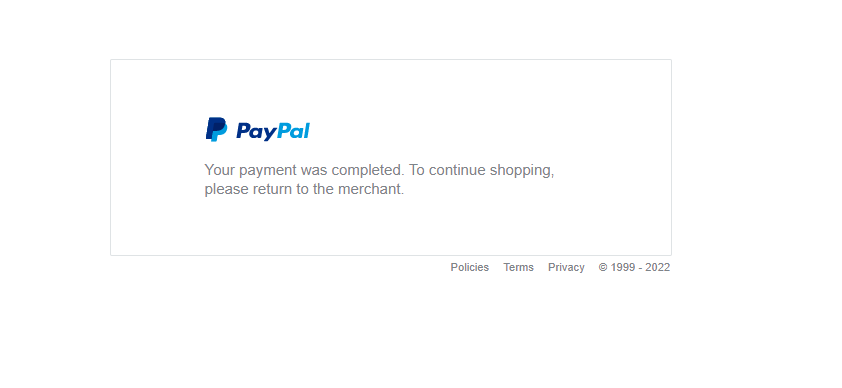 PayPal
Your payment was completed. To continue shopping,
please return to the merchant.
Policies Terms Privacy © 1999 - 2022